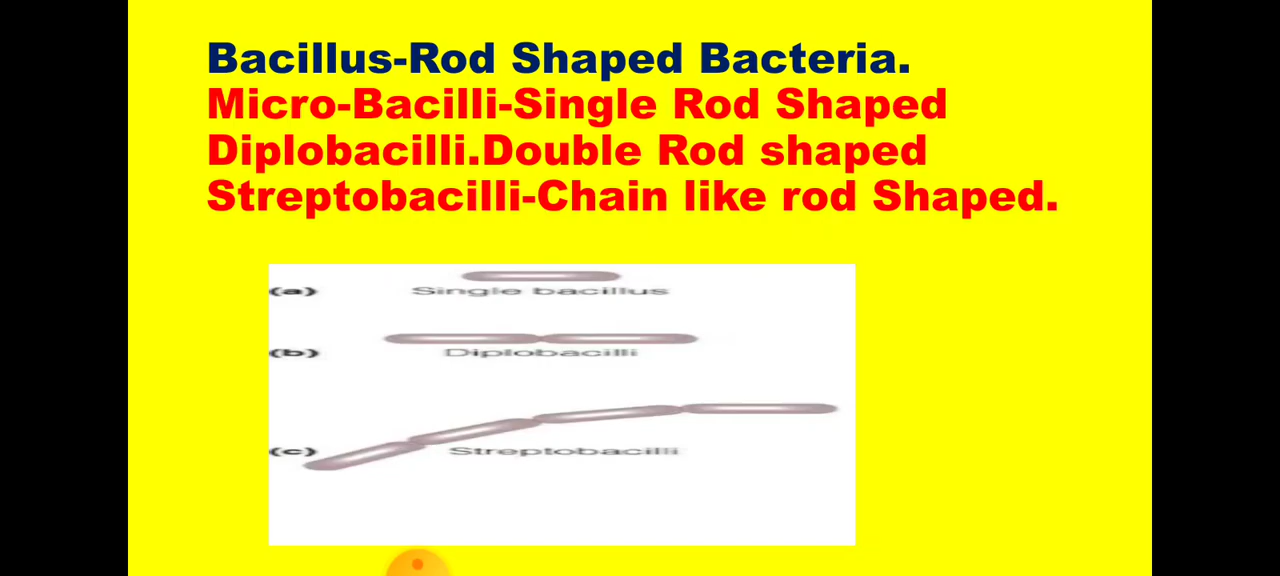 Bacillus-Rod Shaped Bacteria.
Micro-Bacilli-Single Rod Shaped
Diplobacilli.Double Rod shaped
Streptobacilli-Chain like rod Shaped.
(a) Single bacillus
(b) Diplobacilli
(c) Streptobacilli